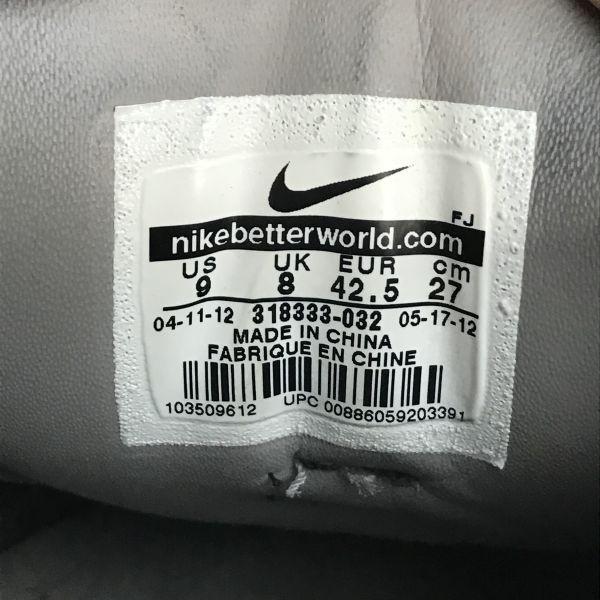 FJ
nikebetterworld.com
US UK EUR cm
9 8 42.5 27
04-11-12 318333-032 05-17-12
MADE IN CHINA
FABRIQUE EN CHINE
103509612 UPC 00886059203391